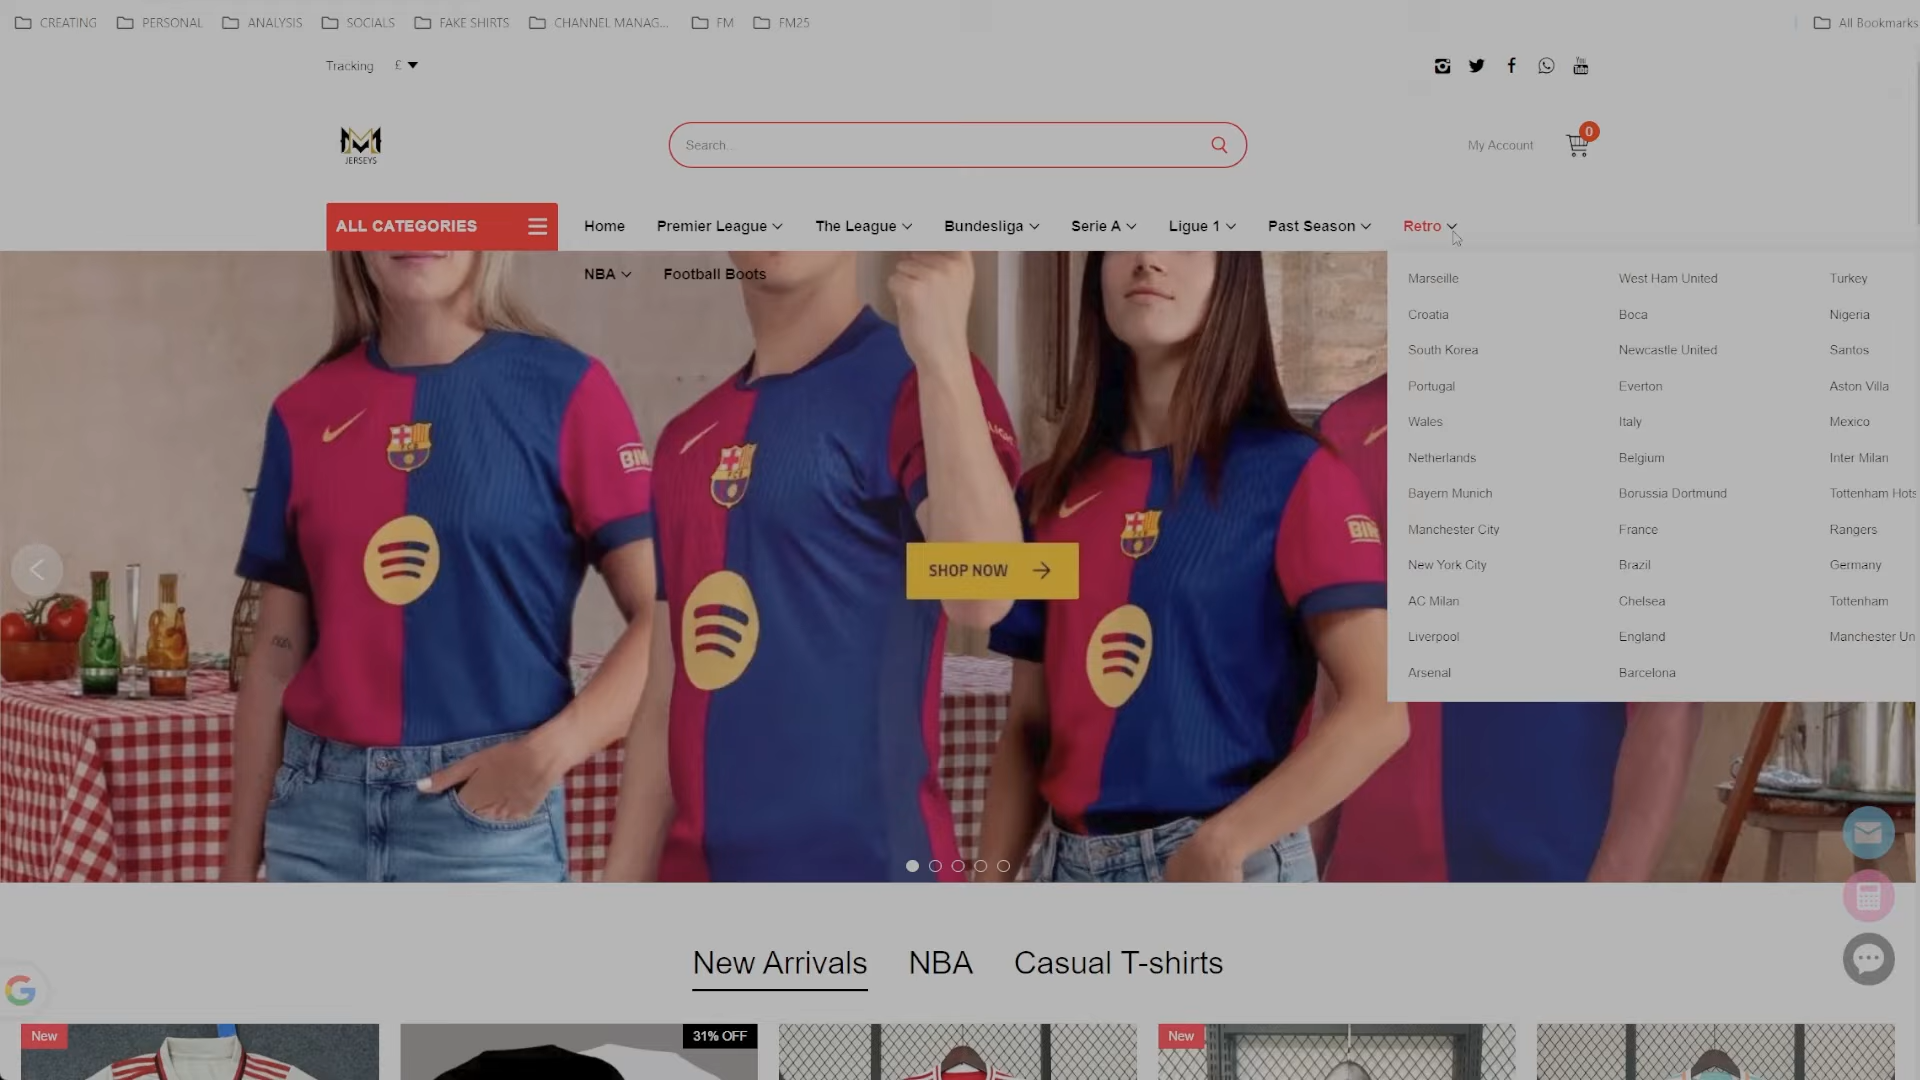 CREATING PERSONAL ANALYSIS SOCIALS FAKE SHIRTS CHANNEL MANAG... FM FM25 All Bookmarks
Tracking £
You
Tube
M
JERSEYS
Search...
My Account
0
ALL CATEGORIES
Home Premier League The League Bundesliga Serie A Ligue 1 Past Season Retro
NBA Football Boots
Marseille West Ham United Turkey
Croatia Boca Nigeria
South Korea Newcastle United Santos
Portugal Everton Aston Villa
Wales Italy Mexico
Netherlands Belgium Inter Milan
Bayern Munich Borussia Dortmund Tottenham Hots
Manchester City France Rangers
New York City Brazil Germany
AC Milan Chelsea Tottenham
Liverpool England Manchester Un
Arsenal Barcelona
FCB
BIM
BIM
SHOP NOW
New Arrivals NBA Casual T-shirts
New
31% OFF
New